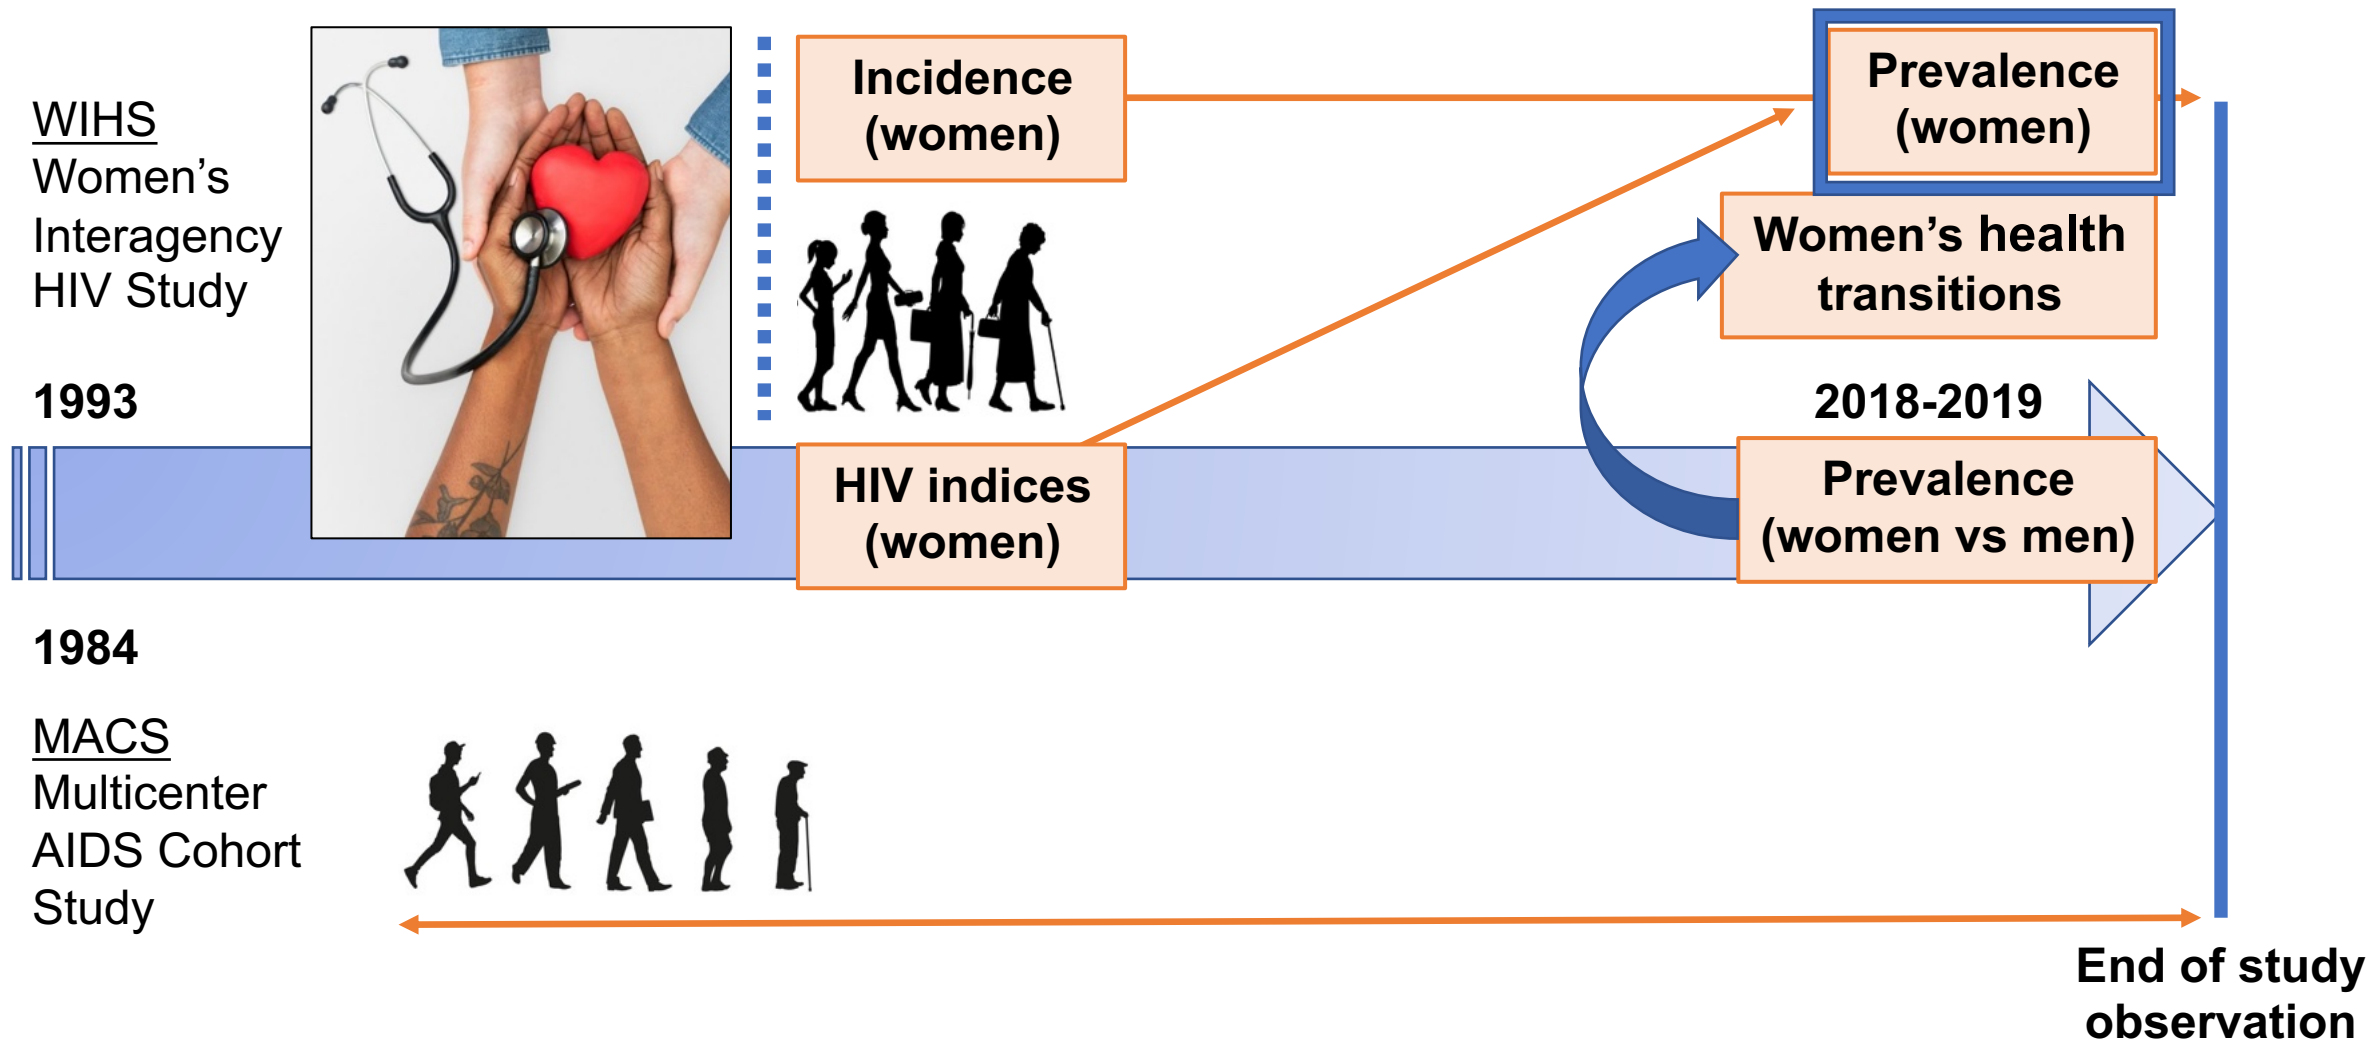 WIHS
Women’s
Interagency
HIV Study
1993
1984
MACS
Multicenter
AIDS Cohort
Study
Incidence
(women)
HIV indices
(women)
Prevalence
(women)
Women’s health
transitions
2018-2019
Prevalence
(women vs men)
End of study
observation